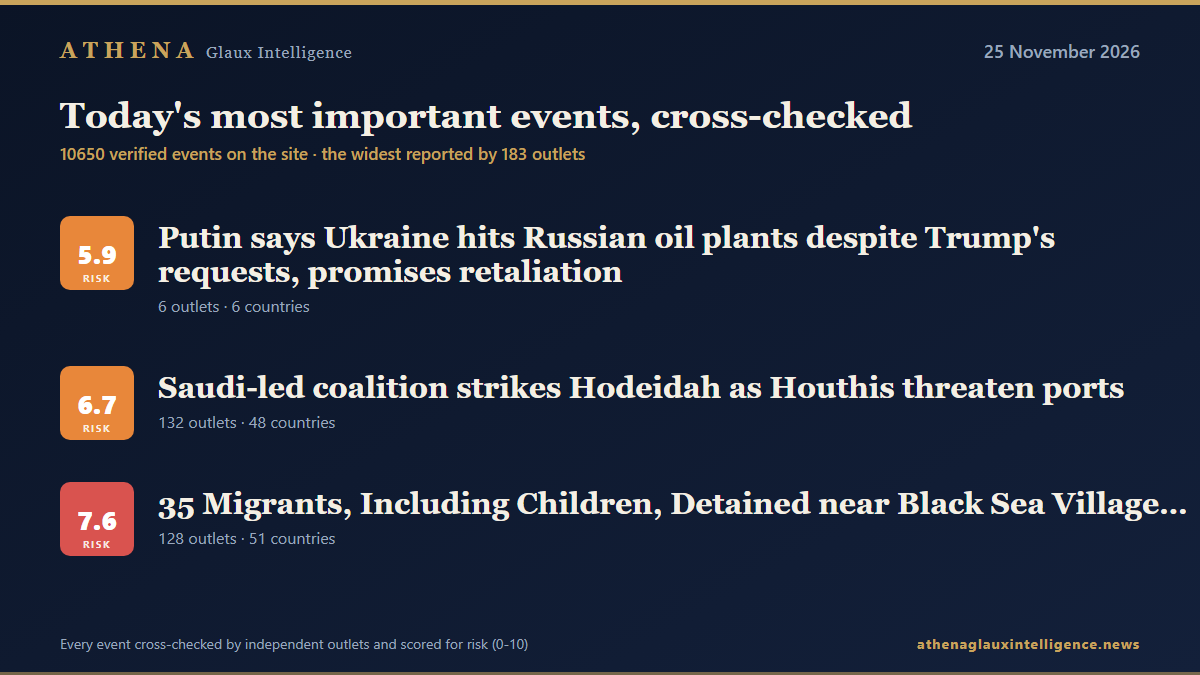 ATHENA Glaux Intelligence
25 November 2026
Today's most important events, cross-checked
10650 verified events on the site · the widest reported by 183 outlets
5.9
RISK
Putin says Ukraine hits Russian oil plants despite Trump's
requests, promises retaliation
6 outlets · 6 countries
6.7
RISK
Saudi-led coalition strikes Hodeidah as Houthis threaten ports
132 outlets · 48 countries
7.6
RISK
35 Migrants, Including Children, Detained near Black Sea Village...
128 outlets · 51 countries
Every event cross-checked by independent outlets and scored for risk (0-10)
athenaglauxintelligence.news